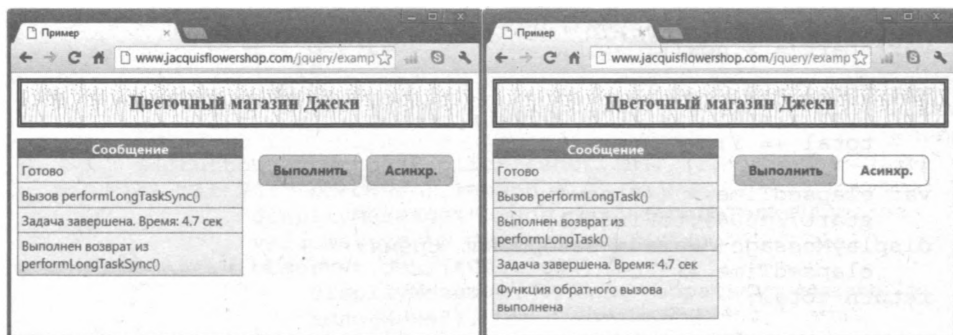 Пример
www.jacquisflowershop.com/jquery/examp
Цветочный магазин Джеки
Сообщение
Готово
Вызов performLongTaskSync()
Задача завершена. Время: 4.7 сек
Выполнен возврат из
performLongTaskSync()
Выполнить
Асинхр.
Пример
www.jacquisflowershop.com/jquery/examp
Цветочный магазин Джеки
Сообщение
Готово
Вызов performLongTask()
Выполнен возврат из
performLongTask()
Задача завершена. Время: 4.7 сек
Функция обратного вызова
выполнена
Выполнить
Асинхр.